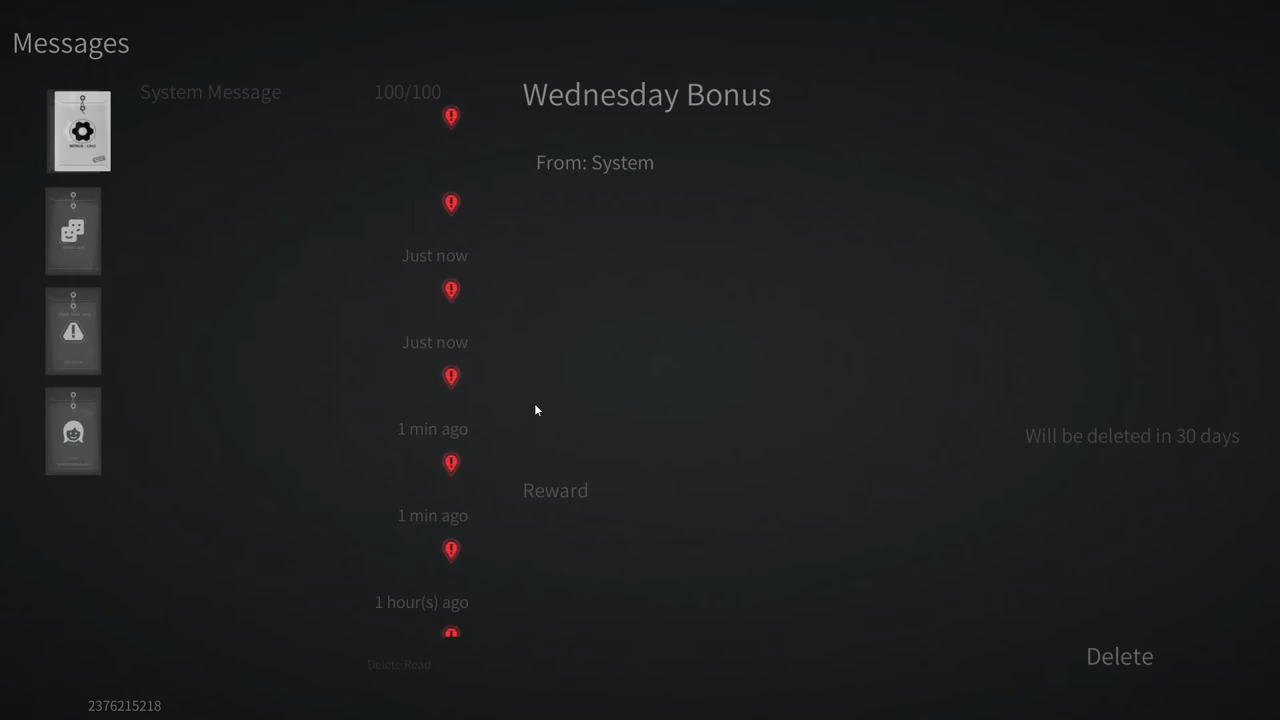 Messages
System Message 100/100
Wednesday Bonus
From: System
Just now
Just now
1 min ago
Will be deleted in 30 days
Reward
1 min ago
1 hour(s) ago
Delete Read
Delete
2376215218